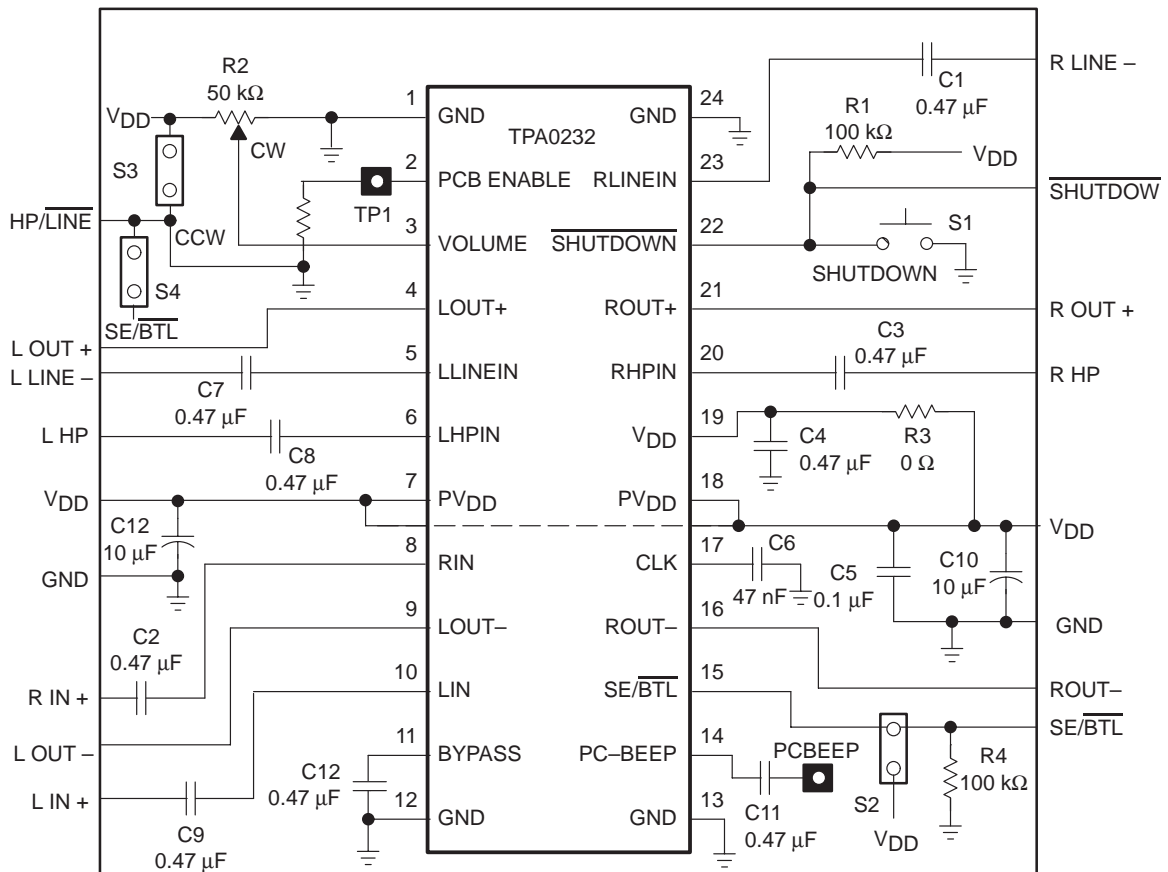 R2
50 kΩ
VDD
CW
S3
HP/LINE
CCW
TP1
S4
SE/BTL
L OUT +
L LINE –
C7
0.47 µF
L HP
C8
0.47 µF
VDD
C12
10 µF
GND
C2
0.47 µF
R IN +
L OUT –
C12
0.47 µF
L IN +
C9
0.47 µF
TPA0232
1 GND
2 PCB ENABLE
3 VOLUME
4 LOUT+
5 LLINEIN
6 LHPIN
7 PVDD
8 RIN
9 LOUT–
10 LIN
11 BYPASS
12 GND
GND 24
RLINEIN 23
SHUTDOWN 22
ROUT+ 21
RHPIN 20
VDD 19
PVDD 18
CLK 17
ROUT– 16
SE/BTL 15
PC–BEEP 14
GND 13
R LINE –
C1
0.47 µF
R1
100 kΩ
VDD
SHUTDOW
S1
SHUTDOWN
R OUT +
C3
0.47 µF
R HP
C4
0.47 µF
R3
0 Ω
VDD
C6
47 nF
C5
0.1 µF
C10
10 µF
GND
ROUT–
SE/BTL
PCBEEP
C11
0.47 µF
S2
VDD
R4
100 kΩ